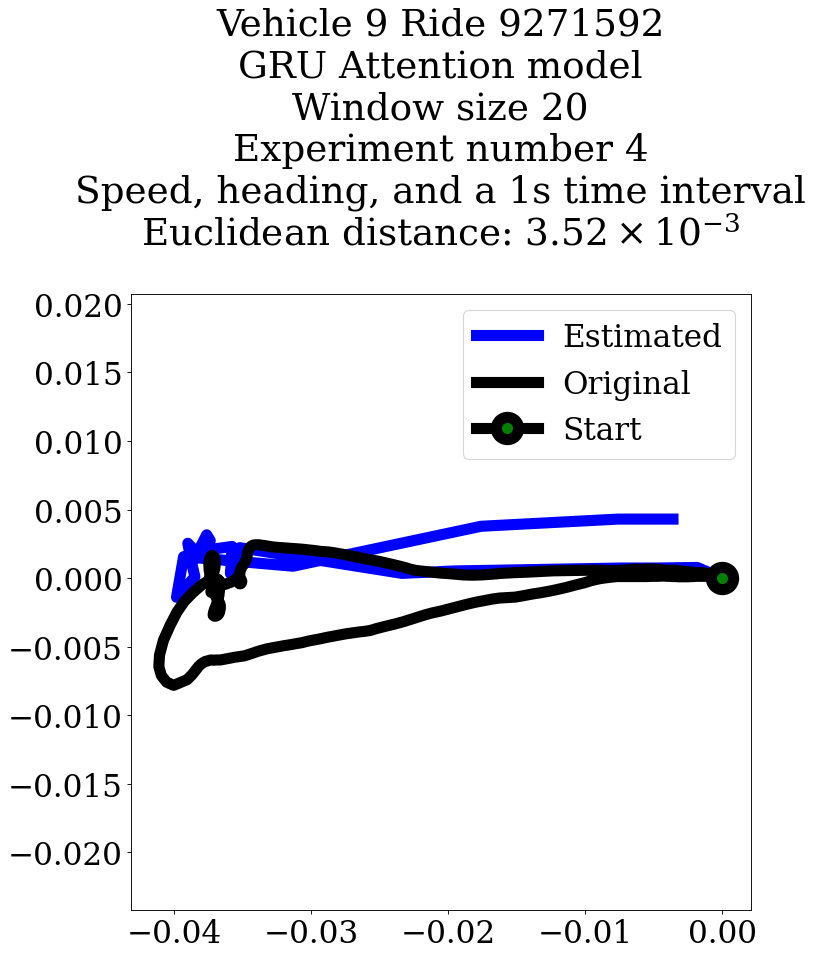 Vehicle 9 Ride 9271592
GRU Attention model
Window size 20
Experiment number 4
Speed, heading, and a 1s time interval
Euclidean distance: 3.52 × 10⁻³
0.020
Estimated
0.015
Original
0.010
Start
0.005
0.000
−0.005
−0.010
−0.015
−0.020
−0.04 −0.03 −0.02 −0.01 0.00